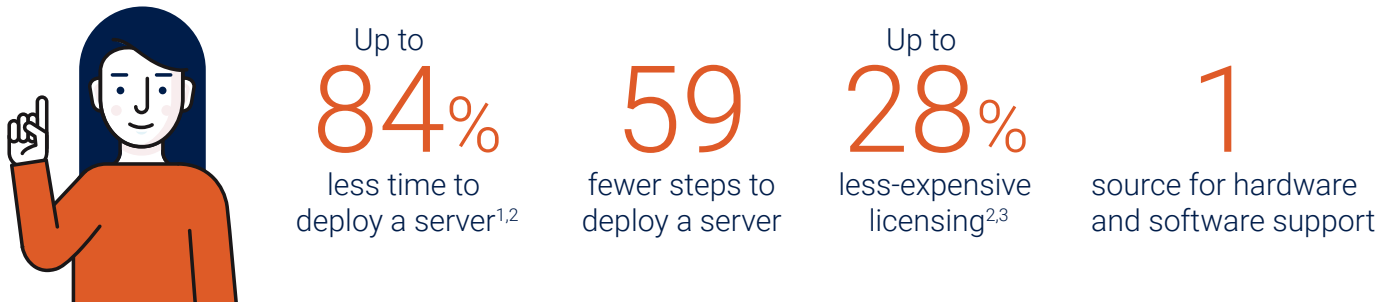 Up to
84%
less time to
deploy a server1,2
59
fewer steps to
deploy a server
Up to
28%
less-expensive
licensing2,3
1
source for hardware
and software support